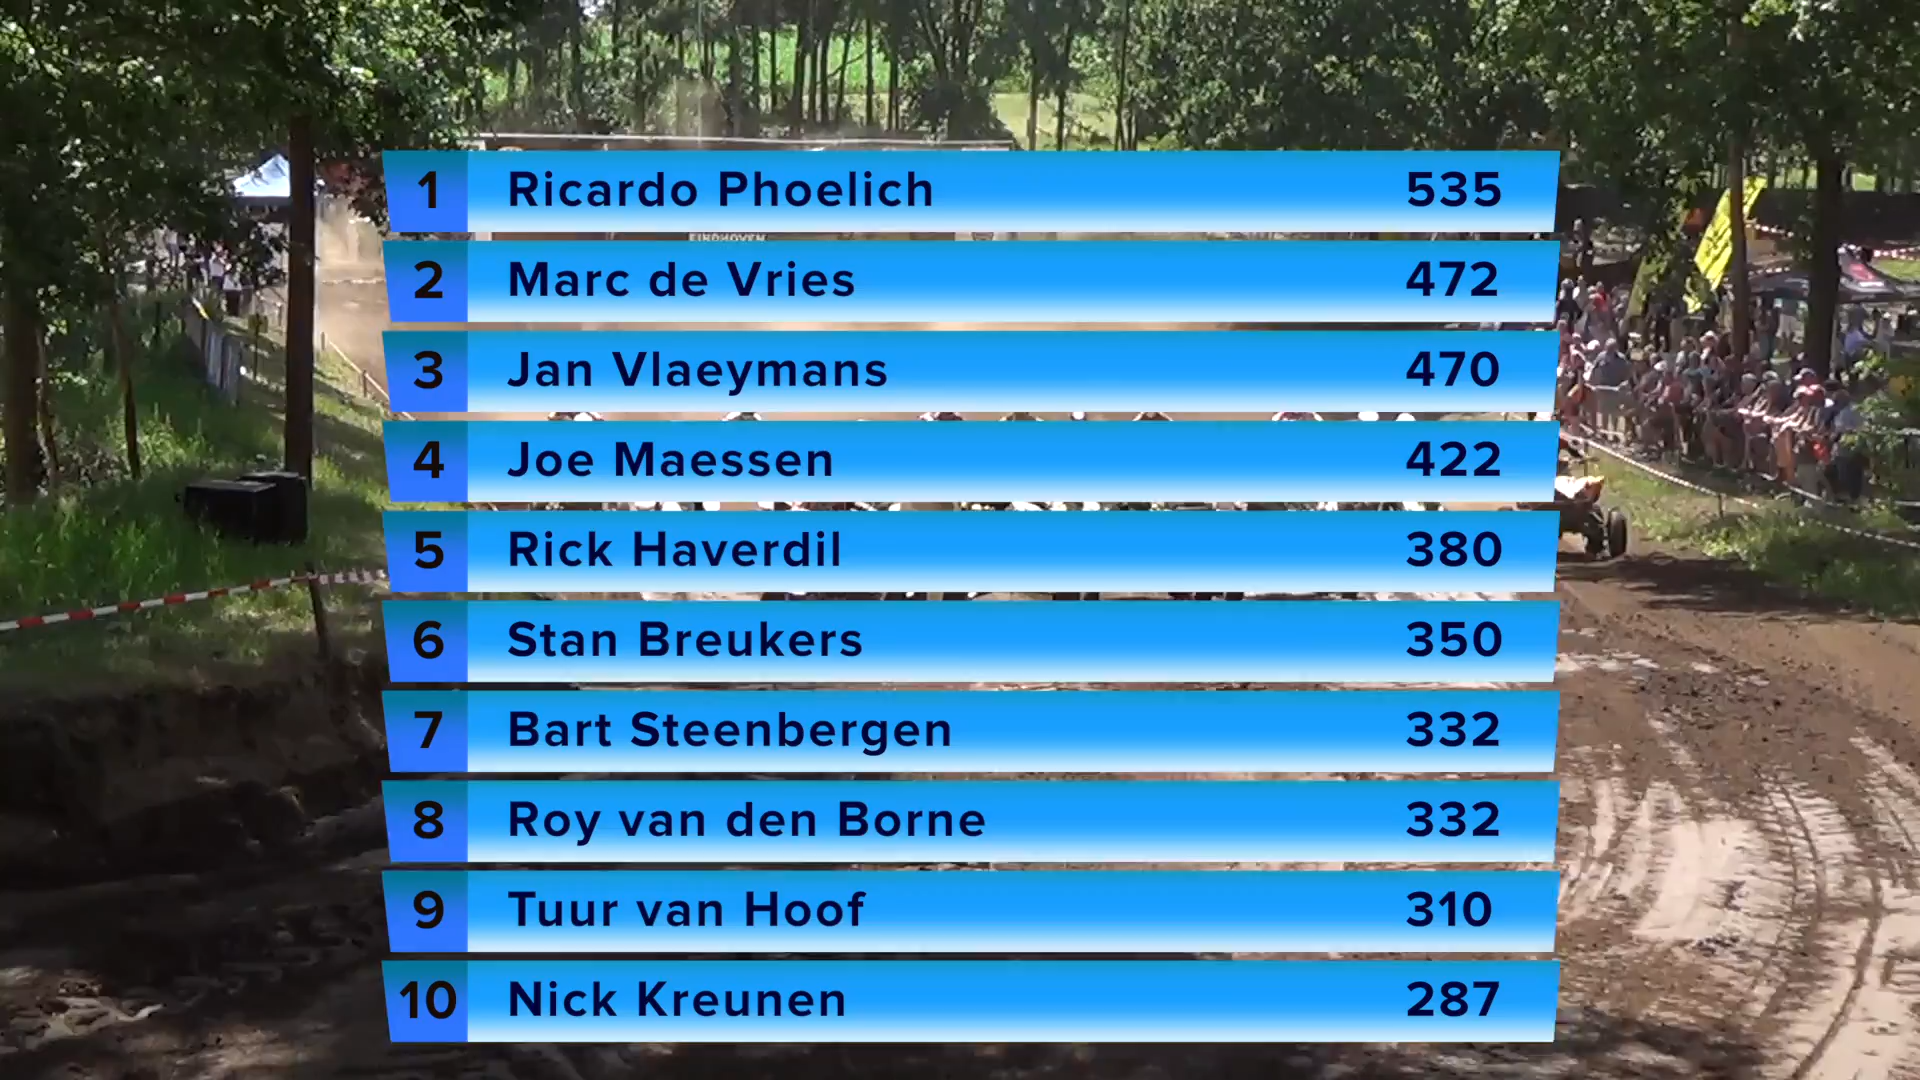 1 Ricardo Phoelich 535
EINDHOVEN
2 Marc de Vries 472
3 Jan Vlaeymans 470
4 Joe Maessen 422
5 Rick Haverdil 380
6 Stan Breukers 350
7 Bart Steenbergen 332
8 Roy van den Borne 332
9 Tuur van Hoof 310
10 Nick Kreunen 287